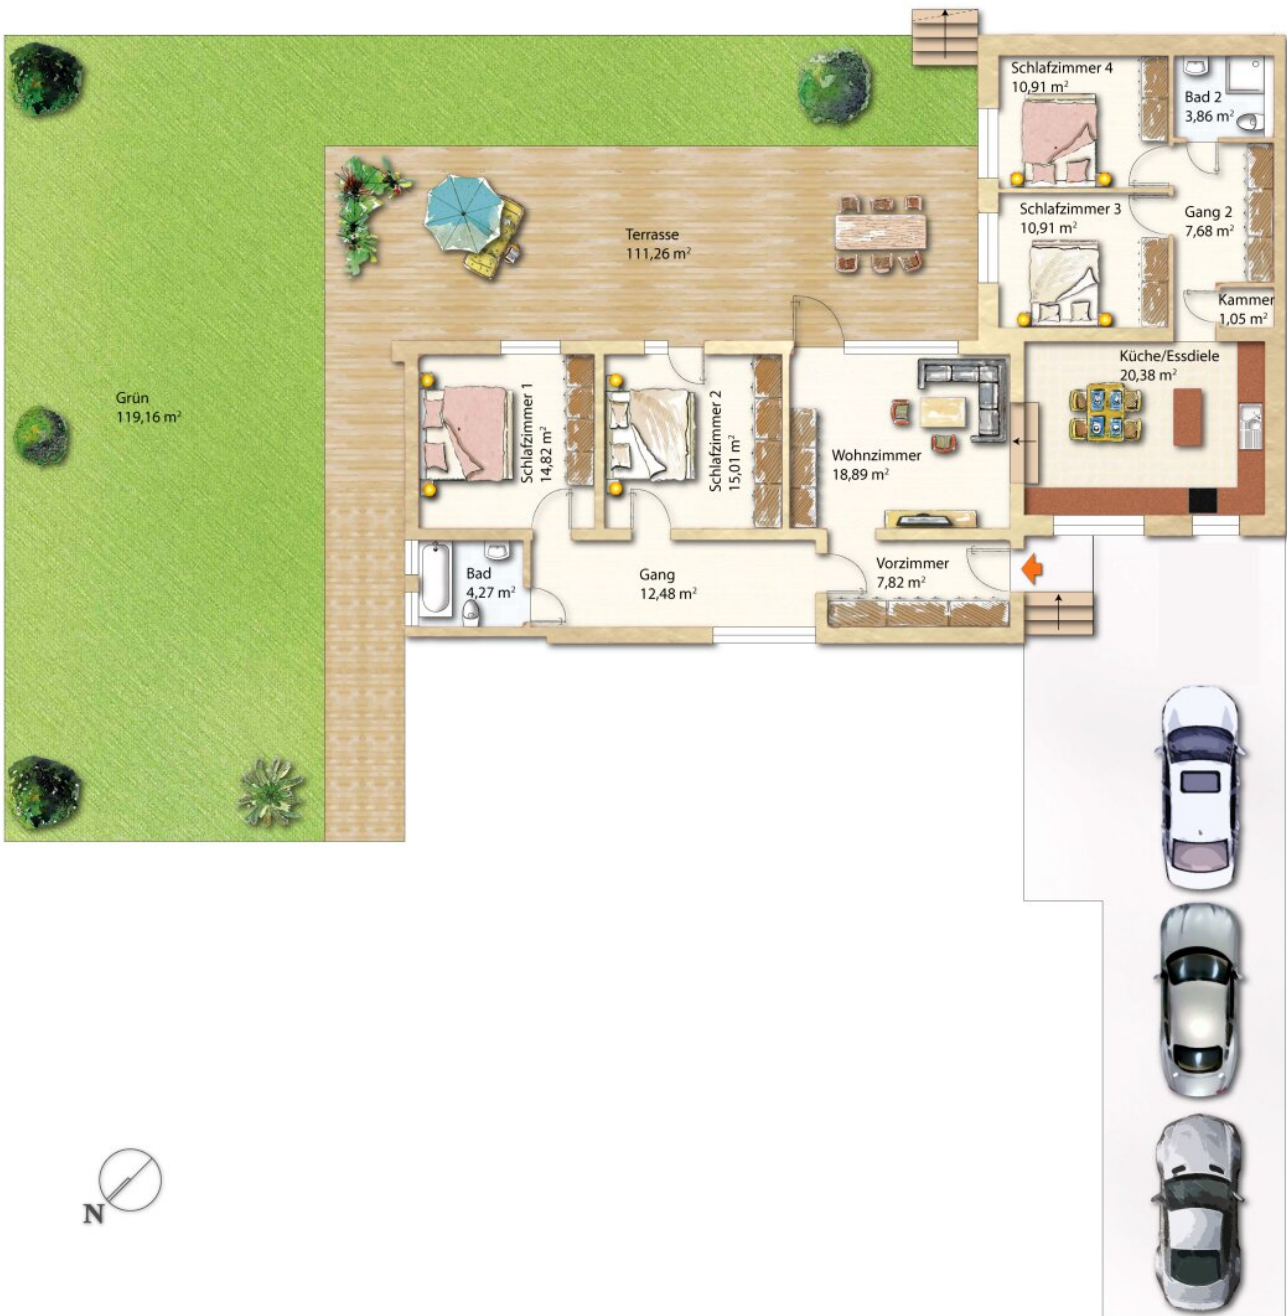 Schlafzimmer 4
10,91 m²
Bad 2
3,86 m²
Schlafzimmer 3
10,91 m²
Gang 2
7,68 m²
Terrasse
111,26 m²
Kammer
1,05 m²
Küche/Essdiele
20,38 m²
Grün
119,16 m²
Schlafzimmer 1
14,82 m²
Schlafzimmer 2
15,01 m²
Wohnzimmer
18,89 m²
Bad
4,27 m²
Gang
12,48 m²
Vorzimmer
7,82 m²
N